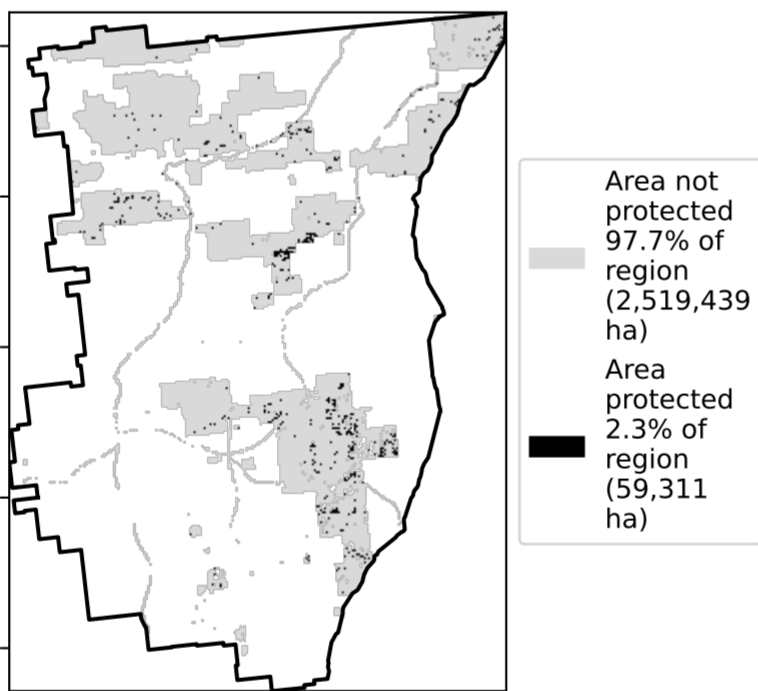 Area not
protected
97.7% of
region
(2,519,439
ha)
Area
protected
2.3% of
region
(59,311
ha)